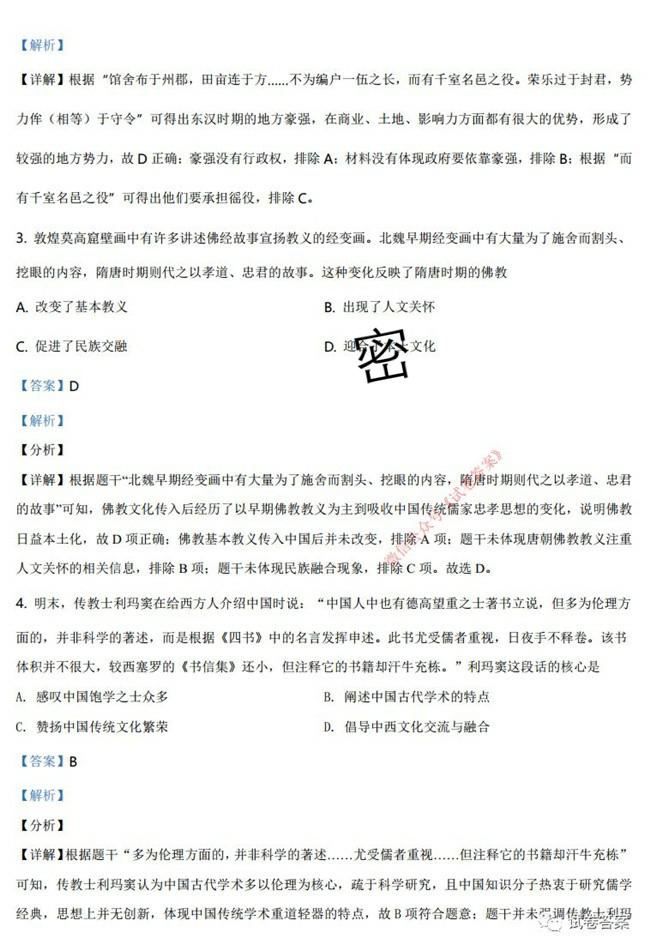 【解析】
【详解】根据“馆舍布于州郡，田亩连于方……不为编户一伍之长，而有千室名邑之役。荣乐过于封君，势
力侔（相等）于守令”可得出东汉时期的地方豪强，在商业、土地、影响力方面都有很大的优势，形成了
较强的地方势力，故 D 正确；豪强没有行政权，排除 A；材料没有体现政府要依靠豪强，排除 B；根据“而
有千室名邑之役”可得出他们要承担徭役，排除 C。
3. 敦煌莫高窟壁画中有许多讲述佛经故事宣扬教义的经变画。北魏早期经变画中有大量为了施舍而割头、
挖眼的内容，隋唐时期则代之以孝道、忠君的故事。这种变化反映了隋唐时期的佛教
A. 改变了基本教义 B. 出现了人文关怀
C. 促进了民族交融 D. 迎合了本土文化
密
【答案】D
【解析】
【分析】
【详解】根据题干“北魏早期经变画中有大量为了施舍而割头、挖眼的内容，隋唐时期则代之以孝道、忠君
的故事”可知，佛教文化传入后经历了以早期佛教教义为主到吸收中国传统儒家忠孝思想的变化，说明佛教
日益本土化，故 D 项正确；佛教基本教义传入中国后并未改变，排除 A 项；题干未体现唐朝佛教教义注重
人文关怀的相关信息，排除 B 项；题干未体现民族融合现象，排除 C 项。故选 D。
微信公众号《试卷答案》
4. 明末，传教士利玛窦在给西方人介绍中国时说：“中国人中也有德高望重之士著书立说，但多为伦理方
面的，并非科学的著述，而是根据《四书》中的名言发挥申述。此书尤受儒者重视，日夜手不释卷。该书
体积并不很大，较西塞罗的《书信集》还小，但注释它的书籍却汗牛充栋。”利玛窦这段话的核心是
A. 感叹中国饱学之士众多 B. 阐述中国古代学术的特点
C. 赞扬中国传统文化繁荣 D. 倡导中西文化交流与融合
【答案】B
【解析】
【分析】
【详解】根据题干“多为伦理方面的，并非科学的著述……尤受儒者重视……但注释它的书籍却汗牛充栋”
可知，传教士利玛窦认为中国古代学术多以伦理为核心，疏于科学研究，且中国知识分子热衷于研究儒学
经典，思想上并无创新，体现中国传统学术重道轻器的特点，故 B 项符合题意；题干并未强调传教士利玛
试卷答案